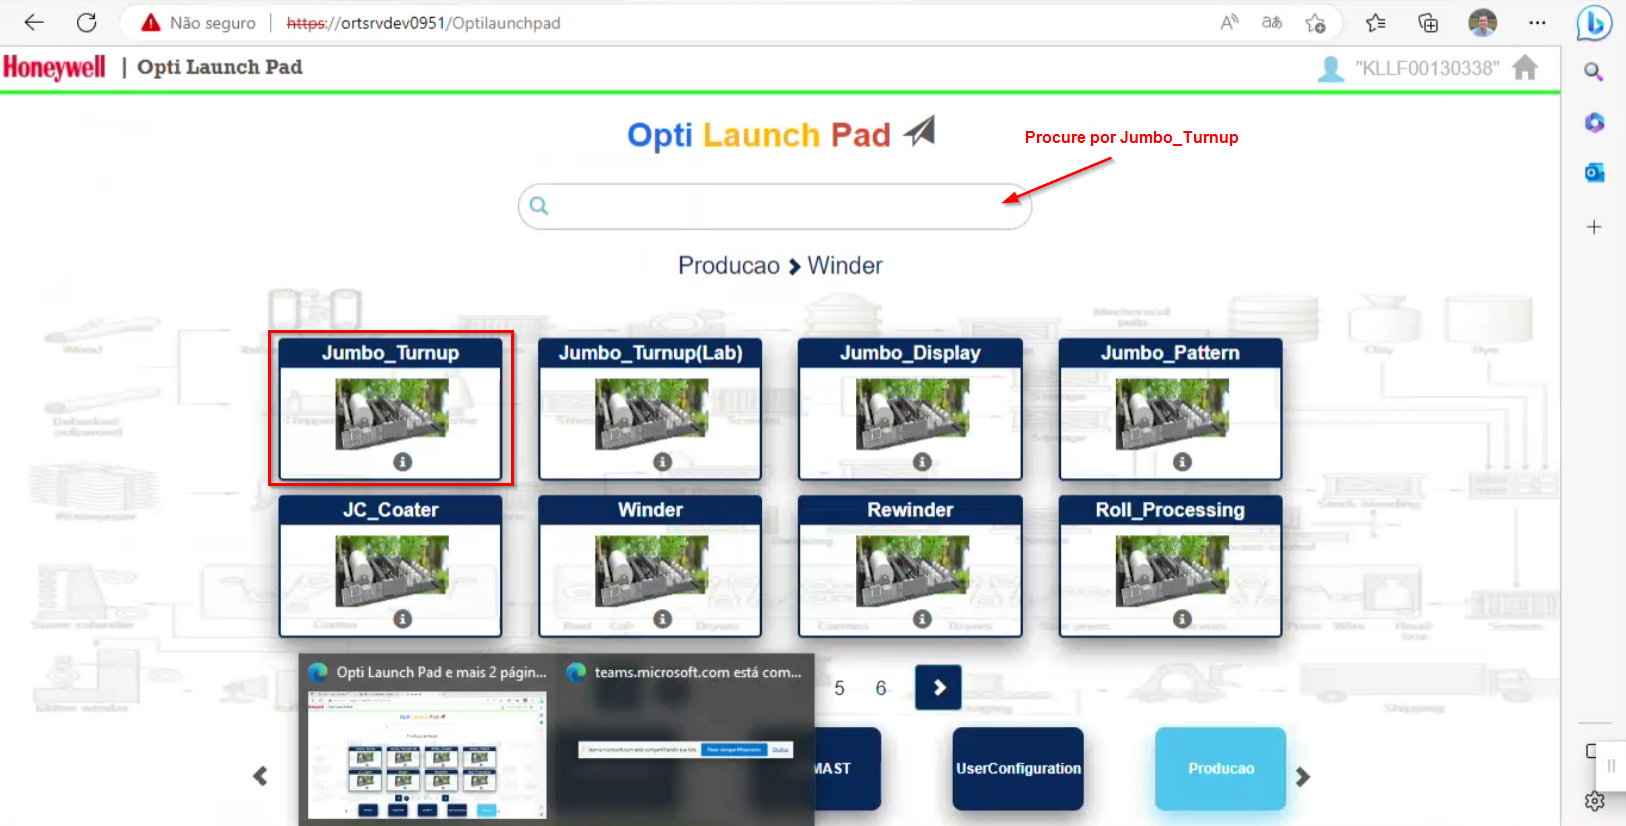 Não seguro | https://ortsrvdev0951/Optilaunchpad
Honeywell | Opti Launch Pad
"KLLF00130338"
Opti Launch Pad
Procure por Jumbo_Turnup
Producao > Winder
Jumbo_Turnup
Jumbo_Turnup(Lab)
Jumbo_Display
Jumbo_Pattern
JC_Coater
Winder
Rewinder
Roll_Processing
Opti Launch Pad e mais 2 págin...
teams.microsoft.com está com...
5 6
MAST
UserConfiguration
Producao